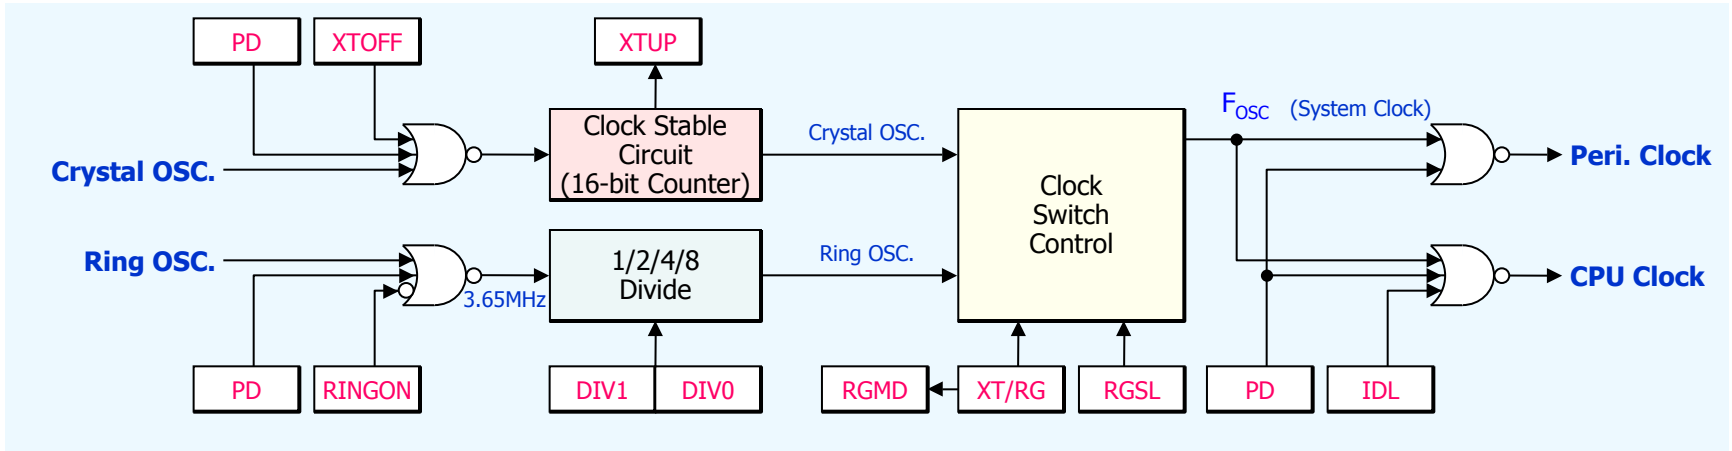 PD
XTOFF
XTUP
Crystal OSC.
Clock Stable
Circuit
(16-bit Counter)
Crystal OSC.
FOSC (System Clock)
Peri. Clock
Clock
Switch
Control
Ring OSC.
3.65MHz
1/2/4/8
Divide
Ring OSC.
CPU Clock
PD
RINGON
DIV1
DIV0
RGMD
XT/RG
RGSL
PD
IDL